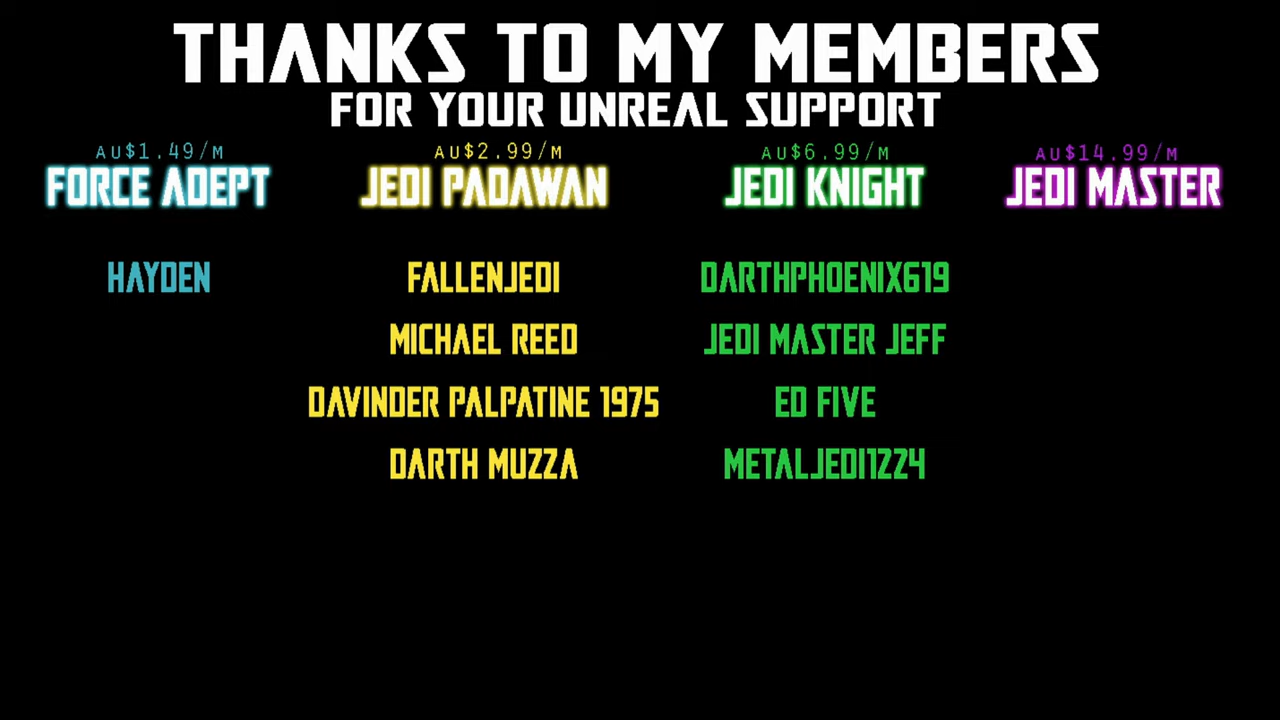 THANKS TO MY MEMBERS
FOR YOUR UNREAL SUPPORT
AU$1.49/M AU$2.99/M AU$6.99/M AU$14.99/M
FORCE ADEPT JEDI PADAWAN JEDI KNIGHT JEDI MASTER
HAYDEN FALLENJEDI DARTHPHOENIX619
MICHAEL REED JEDI MASTER JEFF
DAVINDER PALPATINE 1975 ED FIVE
DARTH MUZZA METALJEDI1224